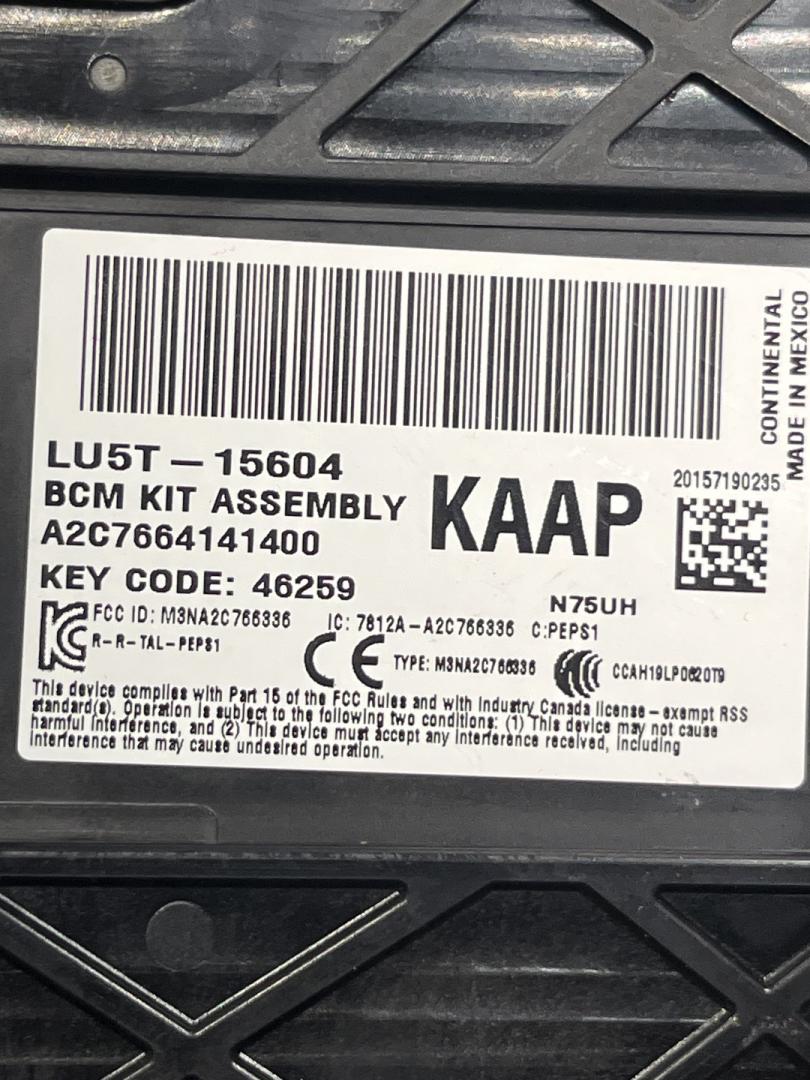 CONTINENTAL
MADE IN MEXICO
LU5T-15604
BCM KIT ASSEMBLY
A2C7664141400
KAAP
20157190235
KEY CODE: 46259
N75UH
FCC ID: M3NA2C766336 IC: 7812A-A2C766336 C:PEPS1
R-R-TAL-PEPS1
CE TYPE: M3NA2C766336 CCAH19LP0620T9
This device complies with Part 15 of the FCC Rules and with Industry Canada license-exempt RSS
standard(s). Operation is subject to the following two conditions: (1) This device may not cause
harmful interference, and (2) This device must accept any interference received, including
interference that may cause undesired operation.